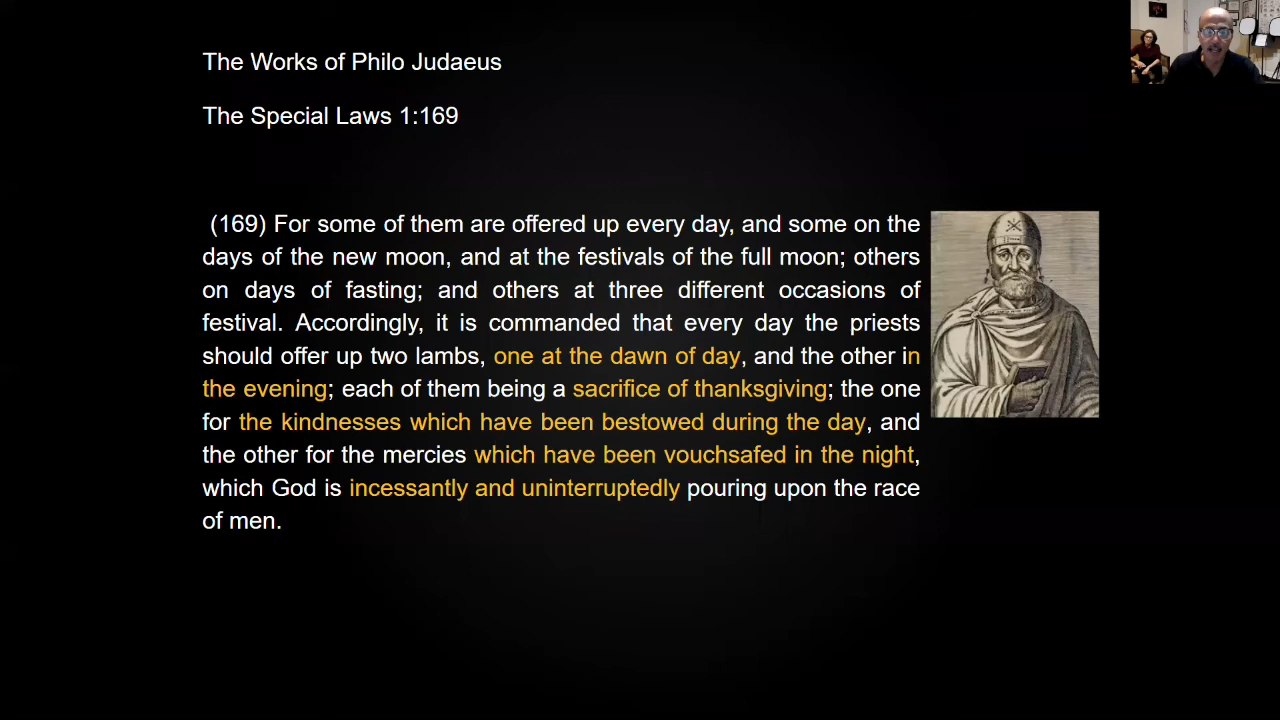 The Works of Philo Judaeus
The Special Laws 1:169
(169) For some of them are offered up every day, and some on the
days of the new moon, and at the festivals of the full moon; others
on days of fasting; and others at three different occasions of
festival. Accordingly, it is commanded that every day the priests
should offer up two lambs, one at the dawn of day, and the other in
the evening; each of them being a sacrifice of thanksgiving; the one
for the kindnesses which have been bestowed during the day, and
the other for the mercies which have been vouchsafed in the night,
which God is incessantly and uninterruptedly pouring upon the race
of men.